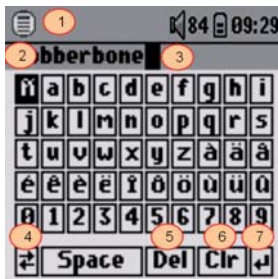 1 84 09:29
2 bberbone 3
a b c d e f g h i
j k l m n o p q r s
t u v w x y z à ä â
é è ê ë î ô ö ù ü û
0 1 2 3 4 5 6 7 8 9
4 5 6 7
Space Del Clr